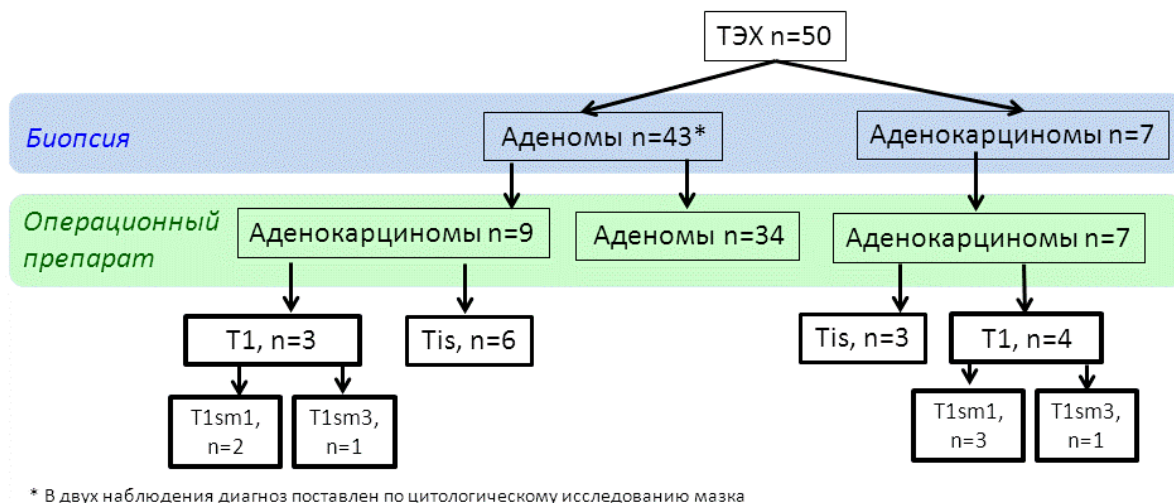 ТЭХ n=50
Биопсия
Аденомы n=43*
Аденокарциномы n=7
Операционный
препарат
Аденокарциномы n=9
Аденомы n=34
Аденокарциномы n=7
T1, n=3
Tis, n=6
Tis, n=3
T1, n=4
T1sm1,
n=2
T1sm3,
n=1
T1sm1,
n=3
T1sm3,
n=1
* В двух наблюдения диагноз поставлен по цитологическому исследованию мазка